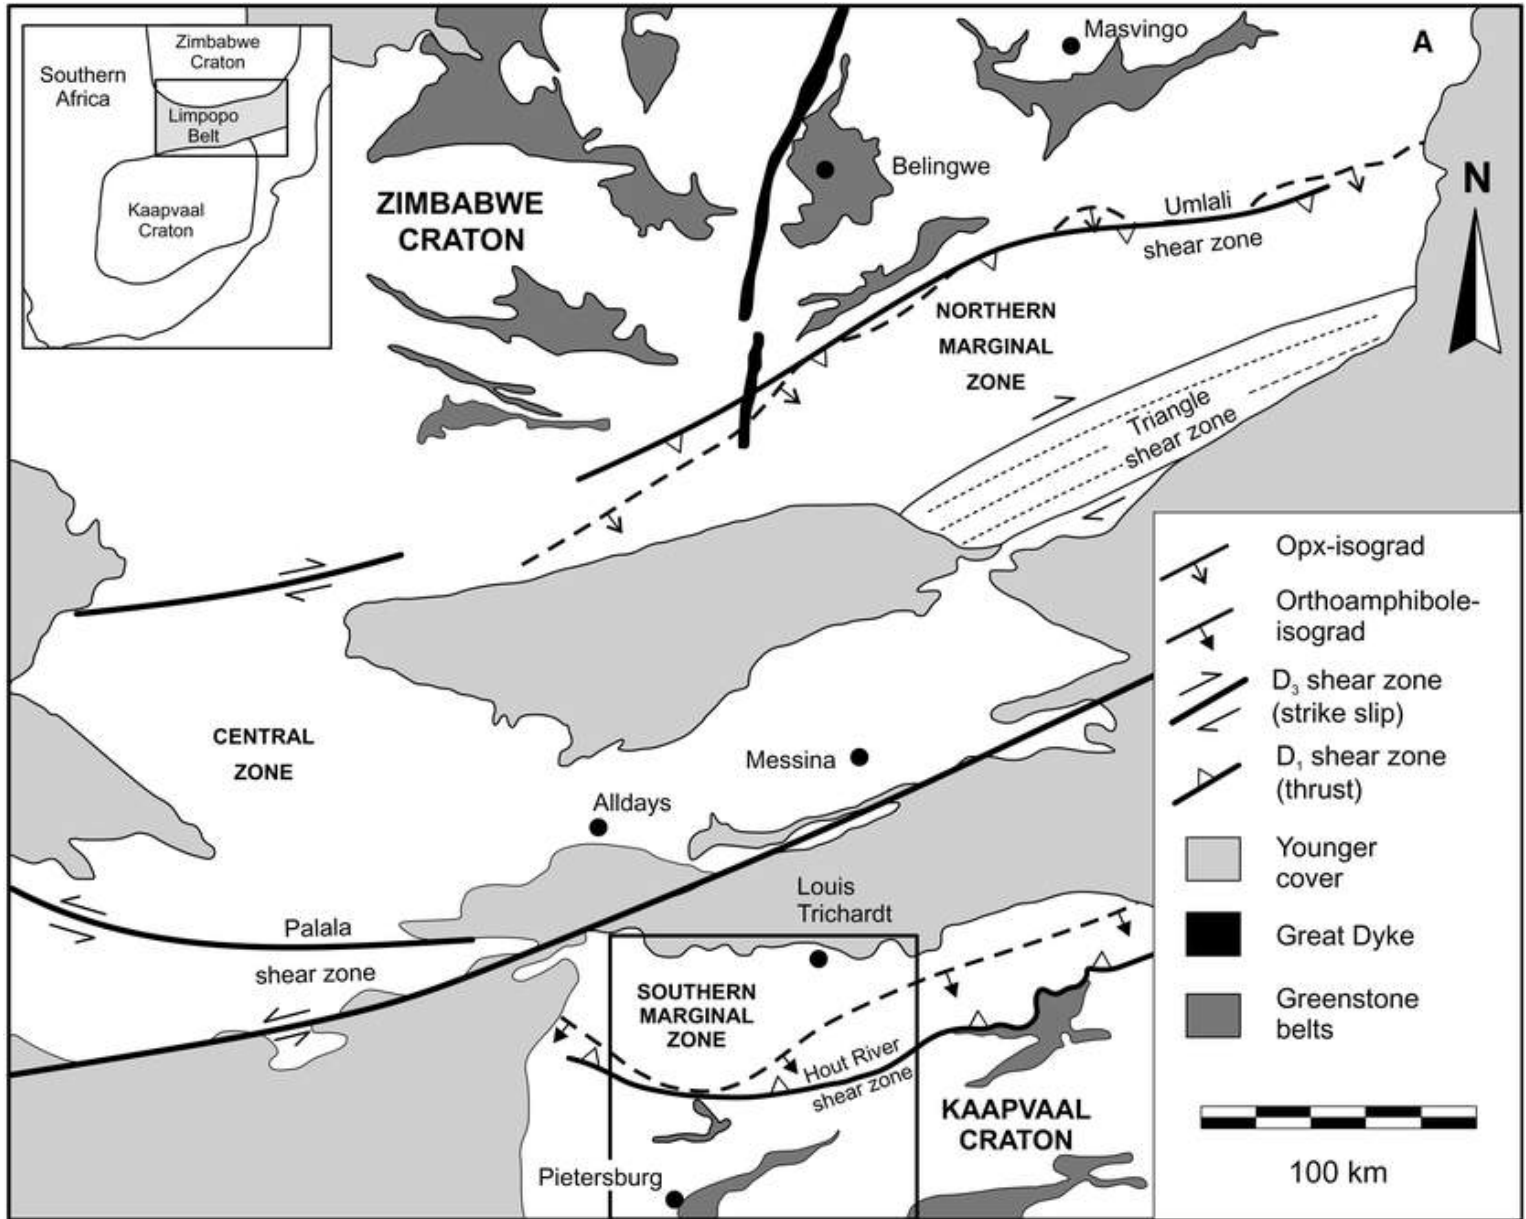 Zimbabwe
Craton
Southern
Africa
Limpopo
Belt
Kaapvaal
Craton
Masvingo
A
Belingwe
ZIMBABWE
CRATON
N
Umlali
shear zone
NORTHERN
MARGINAL
ZONE
Triangle
shear zone
CENTRAL
ZONE
Messina
Alldays
Louis
Trichardt
Palala
shear zone
SOUTHERN
MARGINAL
ZONE
Hout River
shear zone
KAAPVAAL
CRATON
Pietersburg
Opx-isograd
Orthoamphibole-
isograd
D3 shear zone
(strike slip)
D1 shear zone
(thrust)
Younger
cover
Great Dyke
Greenstone
belts
100 km